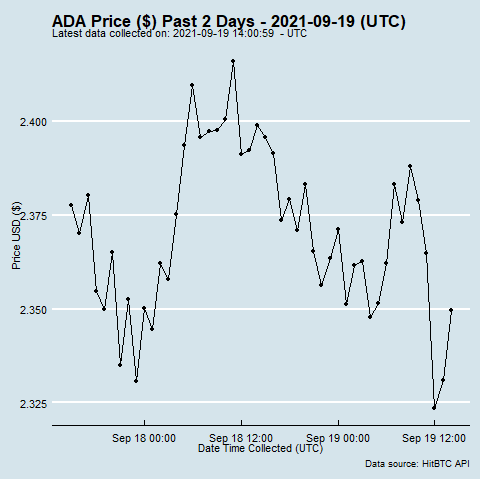 ADA Price ($) Past 2 Days - 2021-09-19 (UTC)
Latest data collected on: 2021-09-19 14:00:59  - UTC
2.400
2.375
2.350
2.325
Price USD ($)
Sep 18 00:00
Sep 18 12:00
Sep 19 00:00
Sep 19 12:00
Date Time Collected (UTC)
Data source: HitBTC API